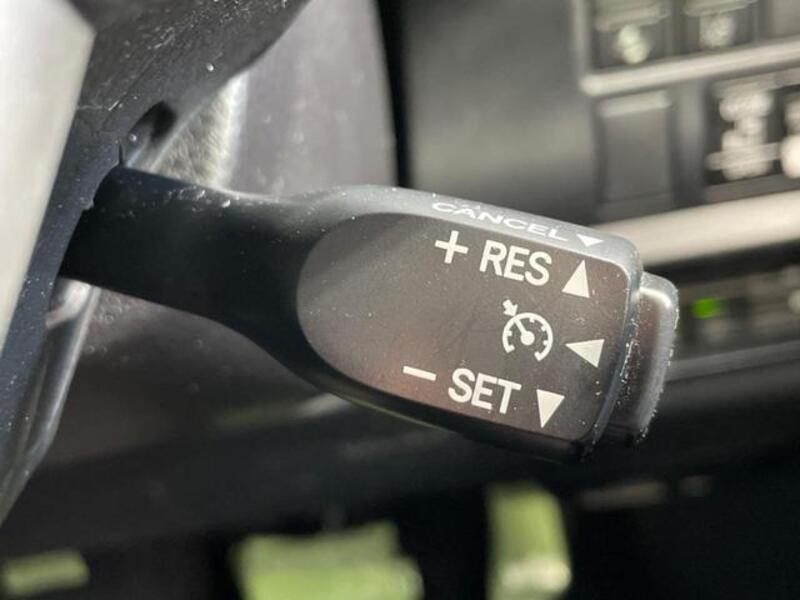 CANCEL
+ RES
- SET